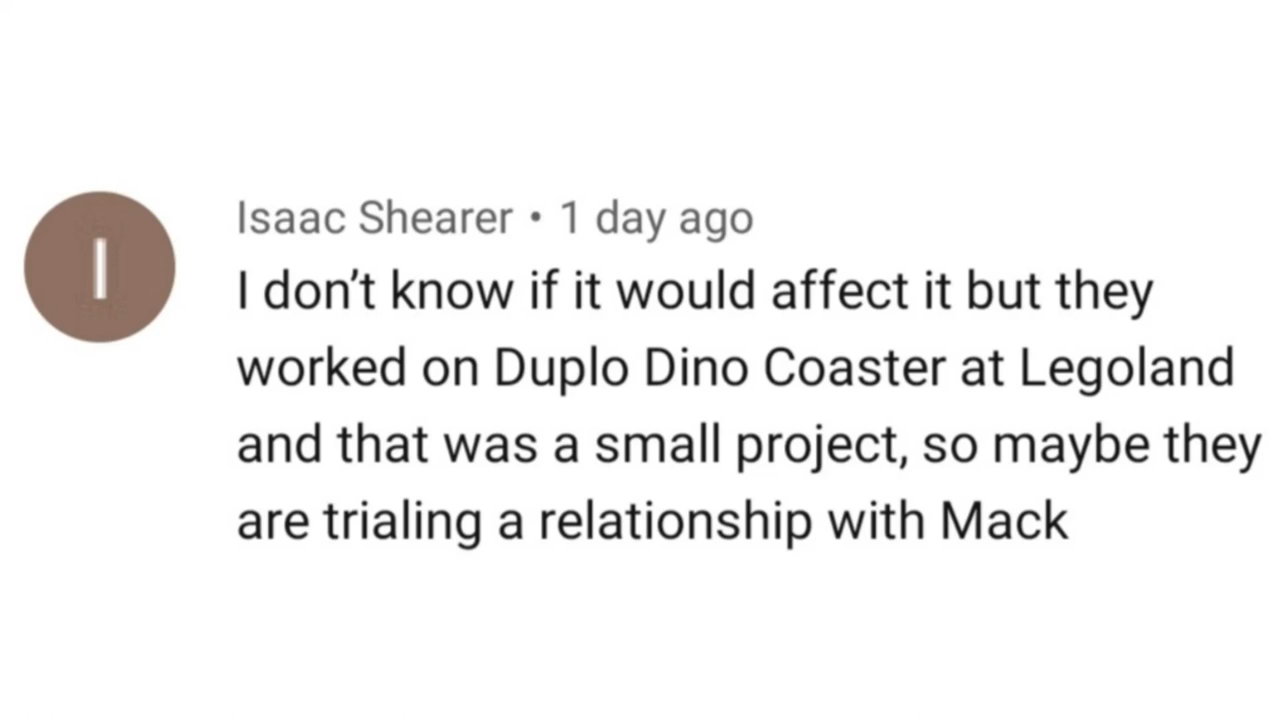 I
Isaac Shearer • 1 day ago
I don’t know if it would affect it but they
worked on Duplo Dino Coaster at Legoland
and that was a small project, so maybe they
are trialing a relationship with Mack